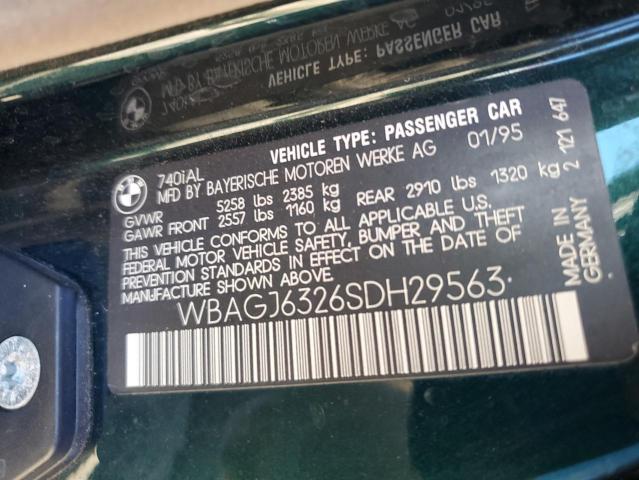 BMW
740iAL
VEHICLE TYPE: PASSENGER CAR
MFD BY BAYERISCHE MOTOREN WERKE AG 01/95
GVWR 5258 lbs 2385 kg
GAWR FRONT 2557 lbs 1160 kg REAR 2910 lbs 1320 kg
THIS VEHICLE CONFORMS TO ALL APPLICABLE U.S.
FEDERAL MOTOR VEHICLE SAFETY, BUMPER AND THEFT
PREVENTION STANDARDS IN EFFECT ON THE DATE OF
MANUFACTURE SHOWN ABOVE.
WBAGJ6326SDH29563
2 121 647
MADE IN
GERMANY